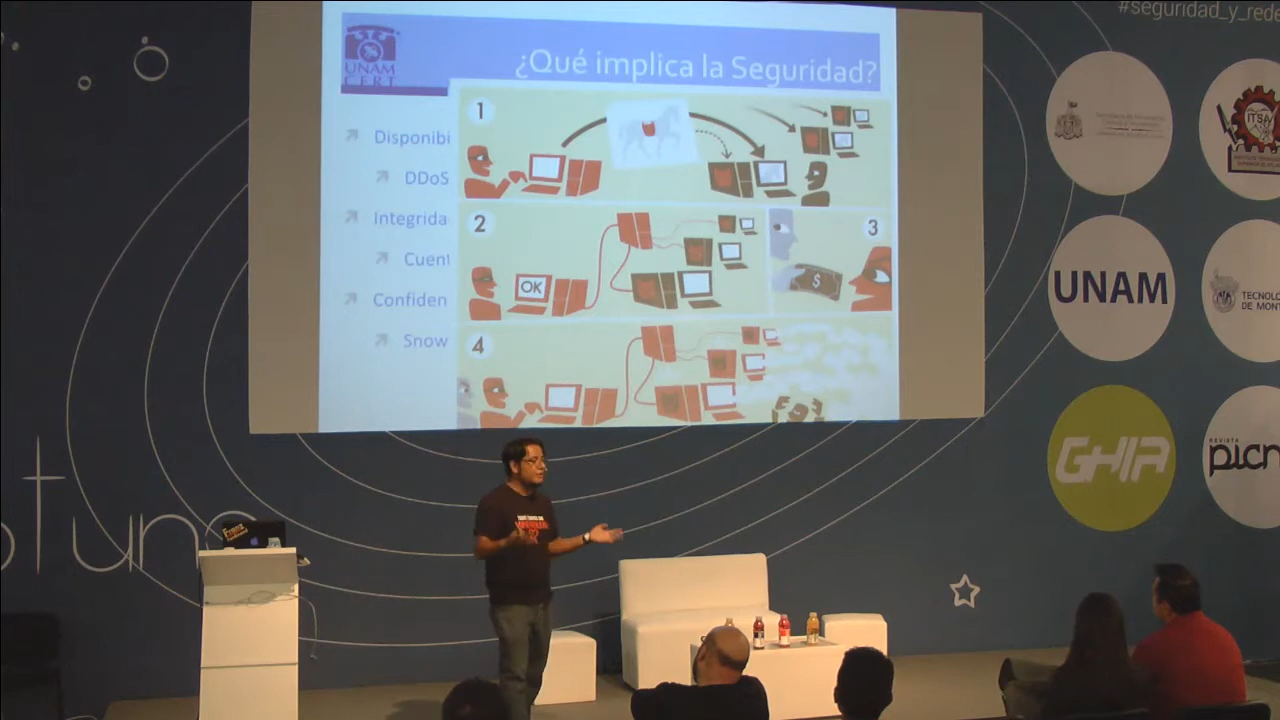 #seguridad_y_rede
UNAM
CERT
¿Qué implica la Seguridad?
Disponibi
DDoS
Integrida
Cuent
Confiden
Snow
1
2
OK
3
$
4
ITSA
UNAM
TECNOLO
DE MONT
GHIA
REVISTA
picn
otuno